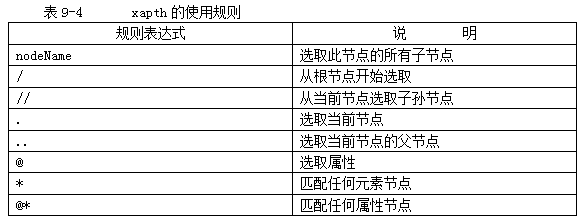 表 9-4 xapth 的使用规则
规则表达式 说 明
nodeName 选取此节点的所有子节点
/ 从根节点开始选取
// 从当前节点选取子孙节点
. 选取当前节点
.. 选取当前节点的父节点
@ 选取属性
* 匹配任何元素节点
@* 匹配任何属性节点